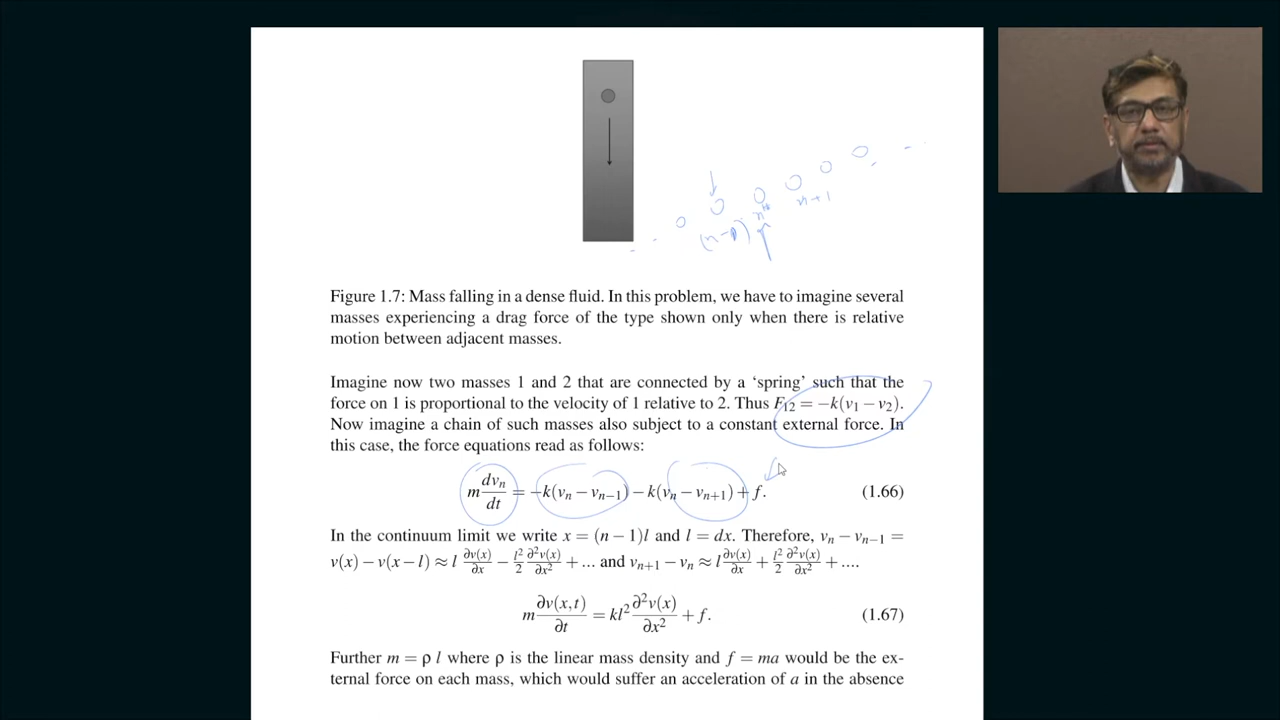 n+1
nth
(n-1)
Figure 1.7: Mass falling in a dense fluid. In this problem, we have to imagine several
masses experiencing a drag force of the type shown only when there is relative
motion between adjacent masses.
Imagine now two masses 1 and 2 that are connected by a ‘spring’ such that the
force on 1 is proportional to the velocity of 1 relative to 2. Thus F₁₂ = −k(v₁ − v₂).
Now imagine a chain of such masses also subject to a constant external force. In
this case, the force equations read as follows:
m dvₙ/dt = −k(vₙ − vₙ₋₁) − k(vₙ − vₙ₊₁) + f. (1.66)
In the continuum limit we write x = (n − 1)l and l = dx. Therefore, vₙ − vₙ₋₁ =
v(x) − v(x − l) ≈ l ∂v(x)/∂x − l²/2 ∂²v(x)/∂x² + ... and vₙ₊₁ − vₙ ≈ l ∂v(x)/∂x + l²/2 ∂²v(x)/∂x² + ....
m ∂v(x,t)/∂t = kl² ∂²v(x)/∂x² + f. (1.67)
Further m = ρ l where ρ is the linear mass density and f = ma would be the ex-
ternal force on each mass, which would suffer an acceleration of a in the absence